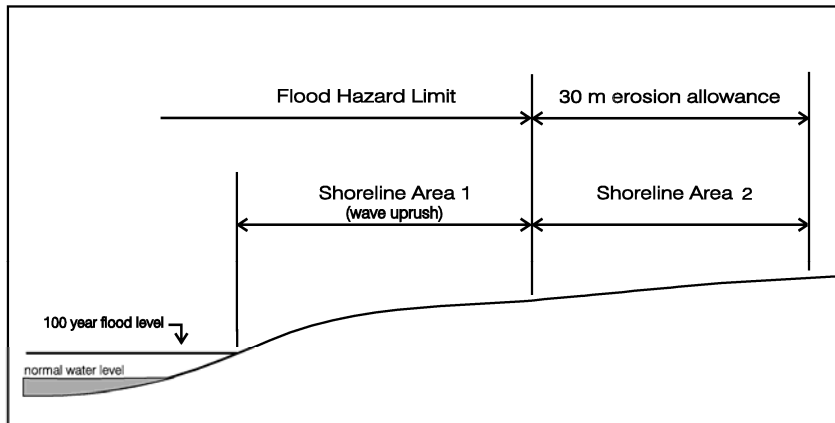 Flood Hazard Limit
30 m erosion allowance
Shoreline Area 1
(wave uprush)
Shoreline Area 2
100 year flood level
normal water level